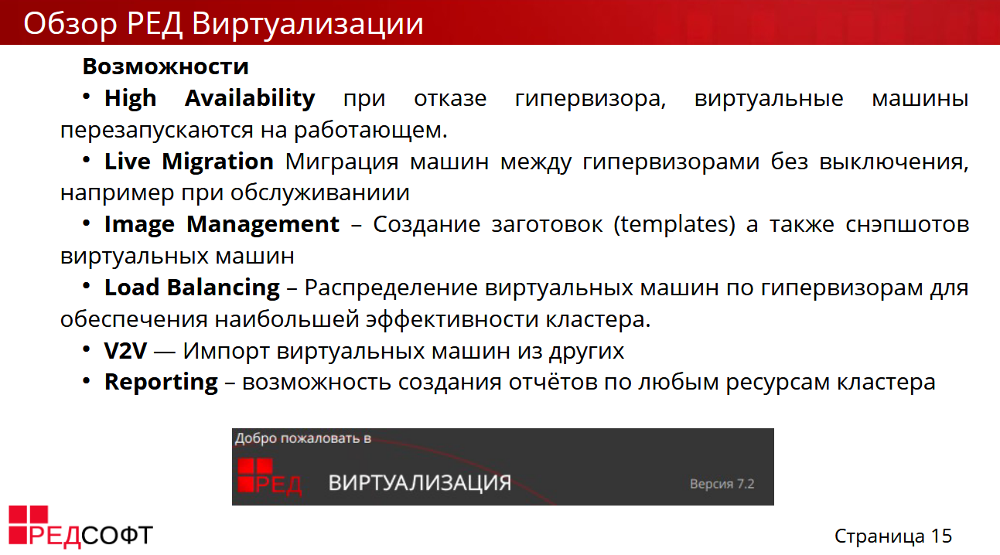 Обзор РЕД Виртуализации
Возможности
• High Availability при отказе гипервизора, виртуальные машины
перезапускаются на работающем.
• Live Migration Миграция машин между гипервизорами без выключения,
например при обслуживаниии
• Image Management – Создание заготовок (templates) а также снэпшотов
виртуальных машин
• Load Balancing – Распределение виртуальных машин по гипервизорам для
обеспечения наибольшей эффективности кластера.
• V2V — Импорт виртуальных машин из других
• Reporting – возможность создания отчётов по любым ресурсам кластера
Добро пожаловать в
РЕД ВИРТУАЛИЗАЦИЯ Версия 7.2
РЕДСОФТ
Страница 15